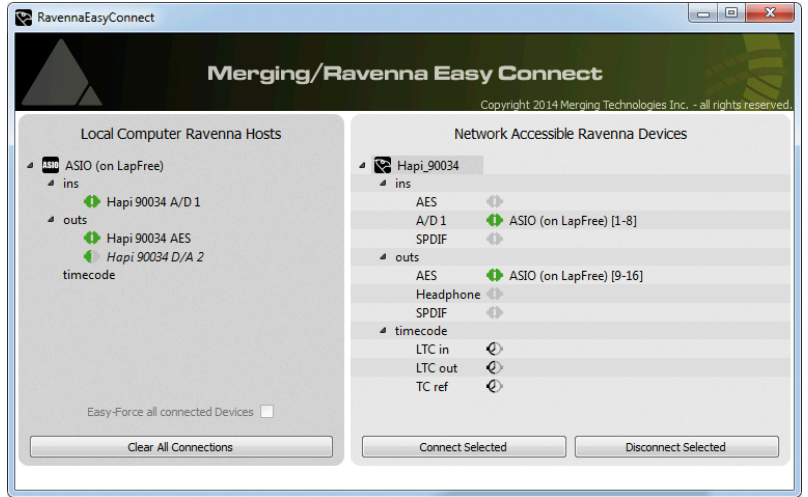 RavennaEasyConnect
Merging/Ravenna Easy Connect
Copyright 2014 Merging Technologies Inc. - all rights reserved.
Local Computer Ravenna Hosts
ASIO ASIO (on LapFree)
ins
Hapi 90034 A/D 1
outs
Hapi 90034 AES
Hapi 90034 D/A 2
timecode
Easy-Force all connected Devices
Clear All Connections
Network Accessible Ravenna Devices
Hapi_90034
ins
AES
A/D 1 ASIO (on LapFree) [1-8]
SPDIF
outs
AES ASIO (on LapFree) [9-16]
Headphone
SPDIF
timecode
LTC in
LTC out
TC ref
Connect Selected Disconnect Selected